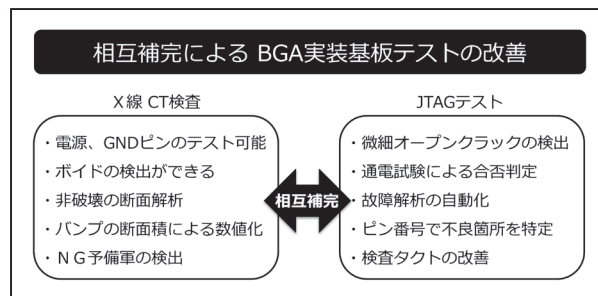 相互補完による BGA実装基板テストの改善
X線 CT検査
・電源、GNDピンのテスト可能
・ボイドの検出ができる
・非破壊の断面解析
・バンプの断面積による数値化
・ＮＧ予備軍の検出
相互補完
JTAGテスト
・微細オープンクラックの検出
・通電試験による合否判定
・故障解析の自動化
・ピン番号で不良箇所を特定
・検査タクトの改善